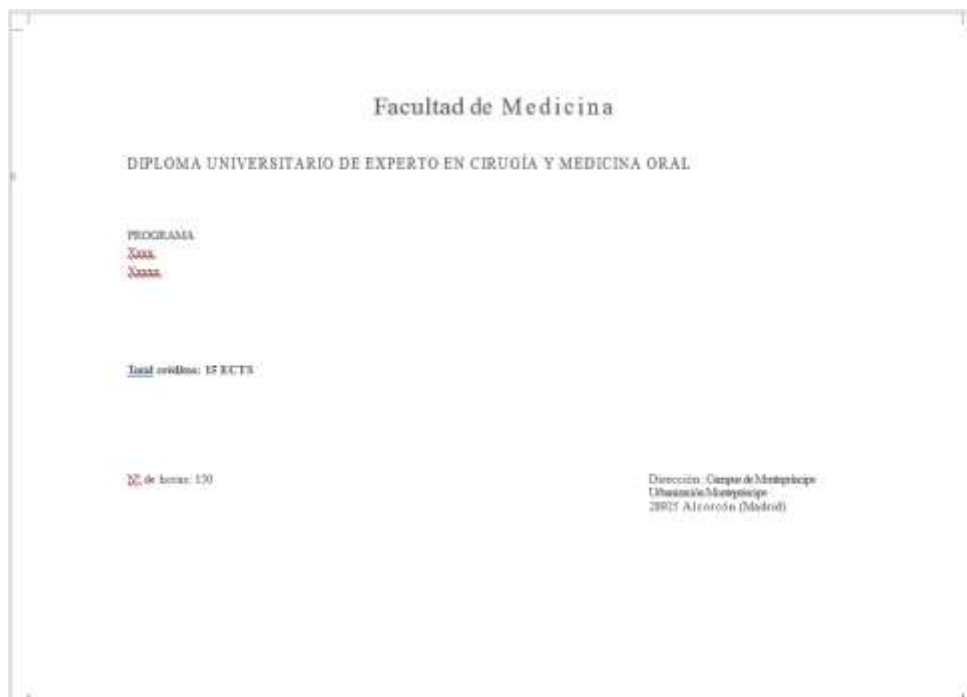 Facultad de Medicina
DIPLOMA UNIVERSITARIO DE EXPERTO EN CIRUGÍA Y MEDICINA ORAL
PROGRAMA
Xxxx,
Xxxxx,
Total créditos: 15 ECTS
Nº de horas: 150
Dirección: Campus de Montepríncipe
Urbanización Montepríncipe
28925 Alcorcón (Madrid)